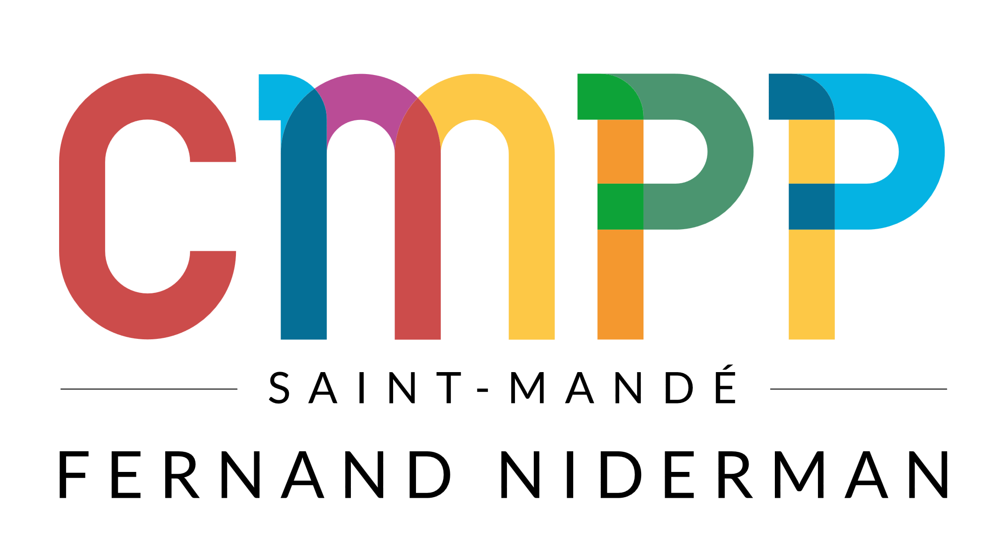 CMPP
SAINT-MANDÉ
FERNAND NIDERMAN